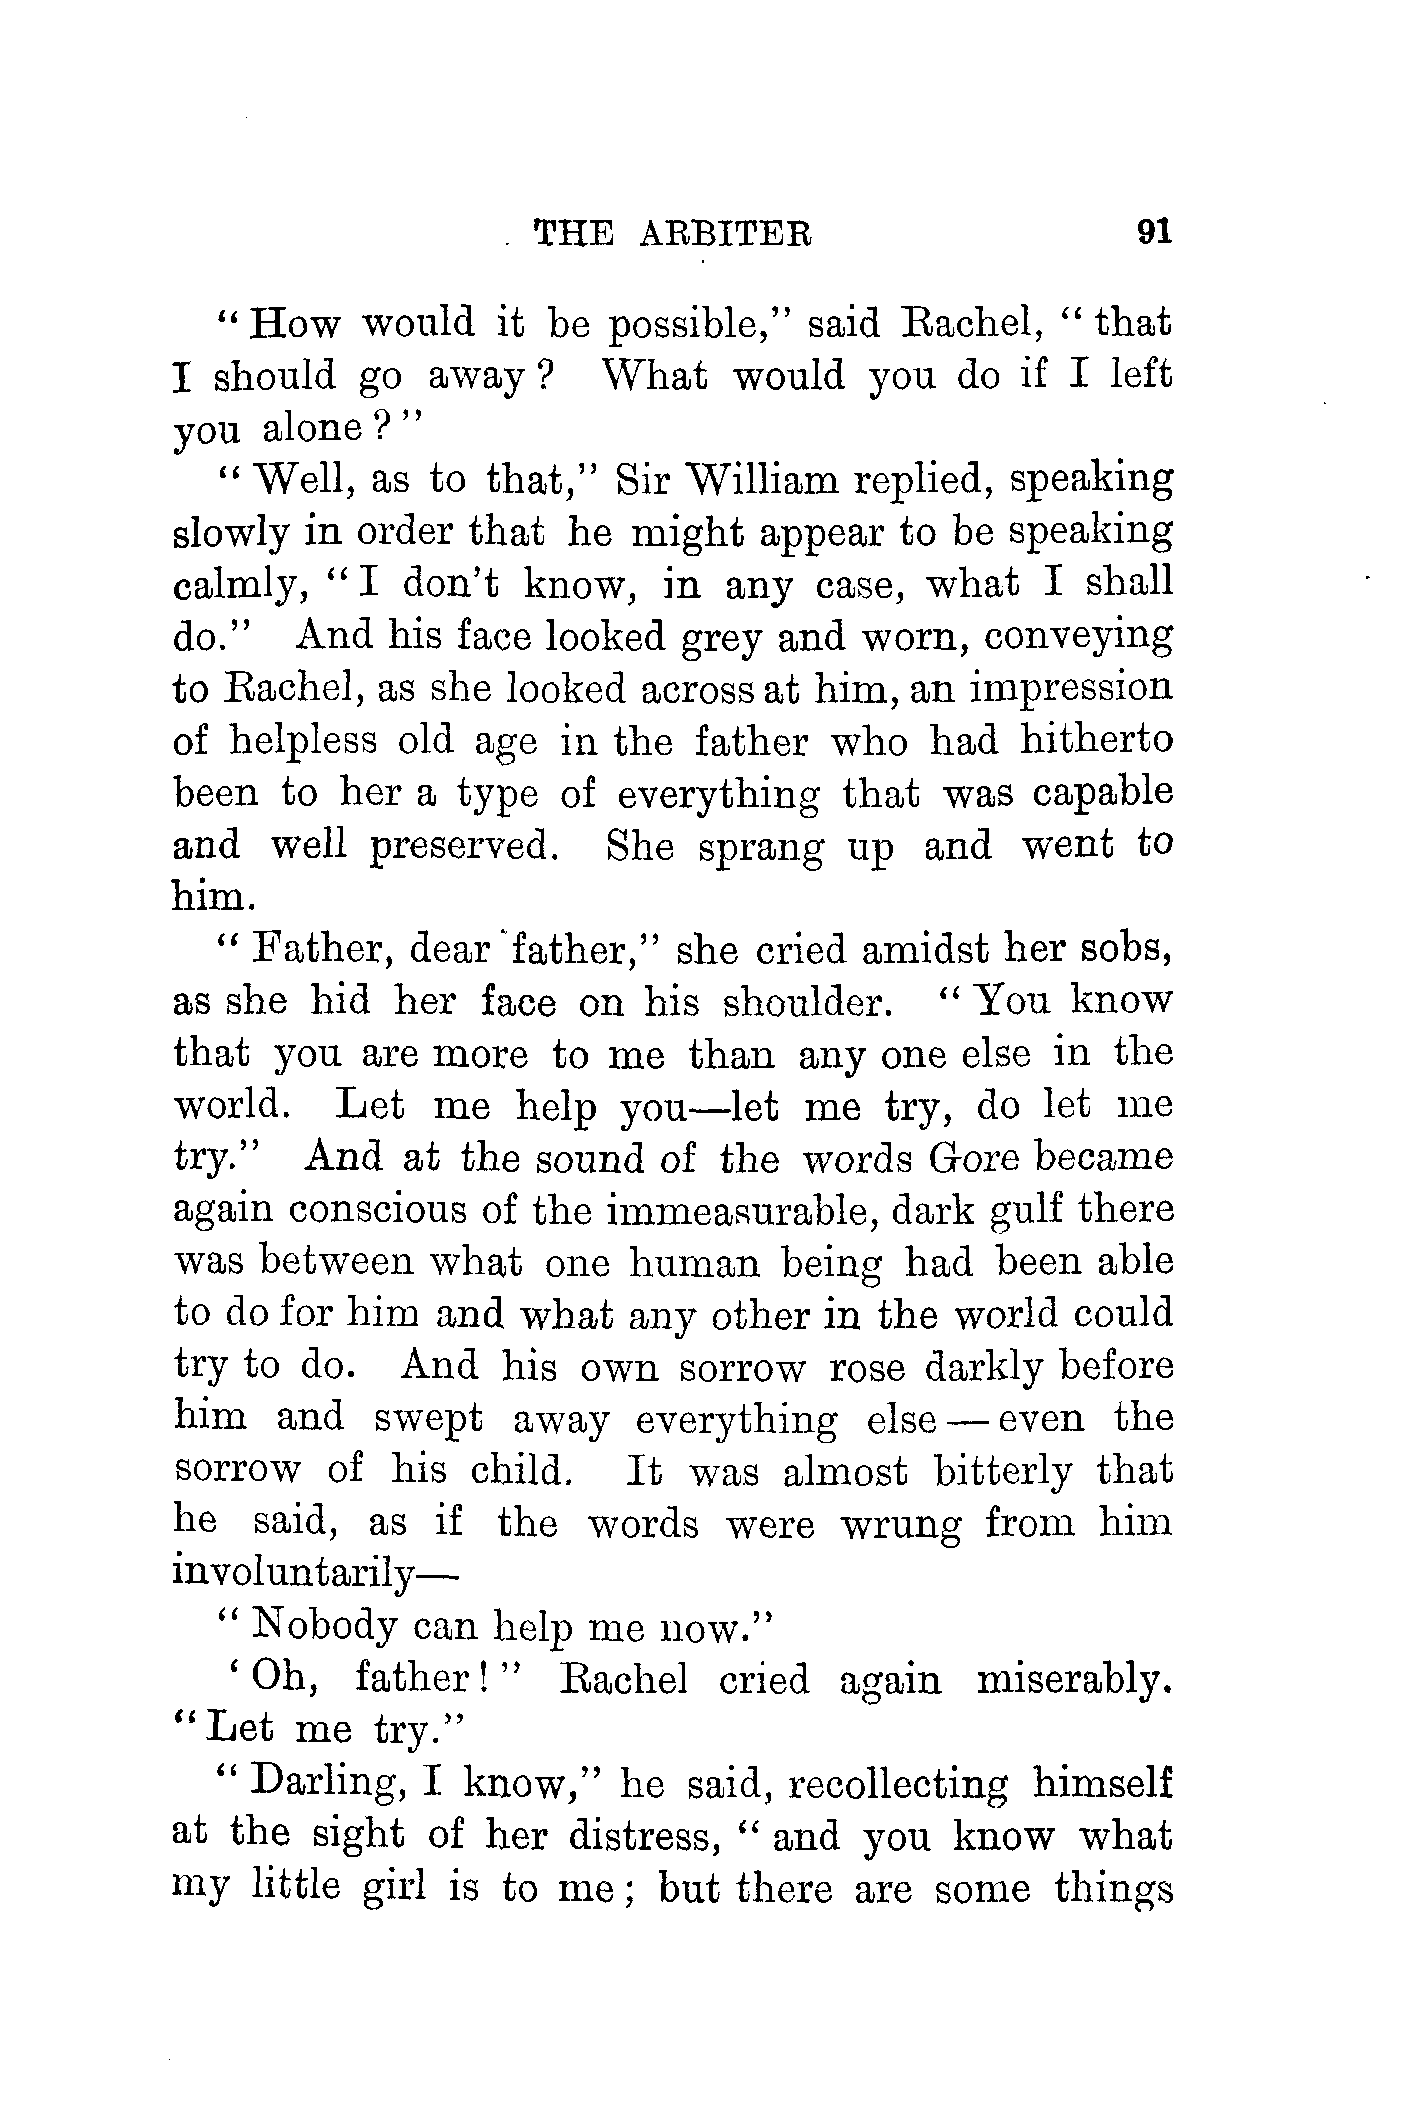 THE ARBITER 91
"How would it be possible," said Rachel, "that
I should go away? What would you do if I left
you alone?"
"Well, as to that," Sir William replied, speaking
slowly in order that he might appear to be speaking
calmly, "I don't know, in any case, what I shall
do." And his face looked grey and worn, conveying
to Rachel, as she looked across at him, an impression
of helpless old age in the father who had hitherto
been to her a type of everything that was capable
and well preserved. She sprang up and went to
him.
"Father, dear father," she cried amidst her sobs,
as she hid her face on his shoulder. "You know
that you are more to me than any one else in the
world. Let me help you—let me try, do let me
try." And at the sound of the words Gore became
again conscious of the immeasurable, dark gulf there
was between what one human being had been able
to do for him and what any other in the world could
try to do. And his own sorrow rose darkly before
him and swept away everything else—even the
sorrow of his child. It was almost bitterly that
he said, as if the words were wrung from him
involuntarily—
"Nobody can help me now."
'Oh, father!" Rachel cried again miserably.
"Let me try."
"Darling, I know," he said, recollecting himself
at the sight of her distress, "and you know what
my little girl is to me; but there are some things